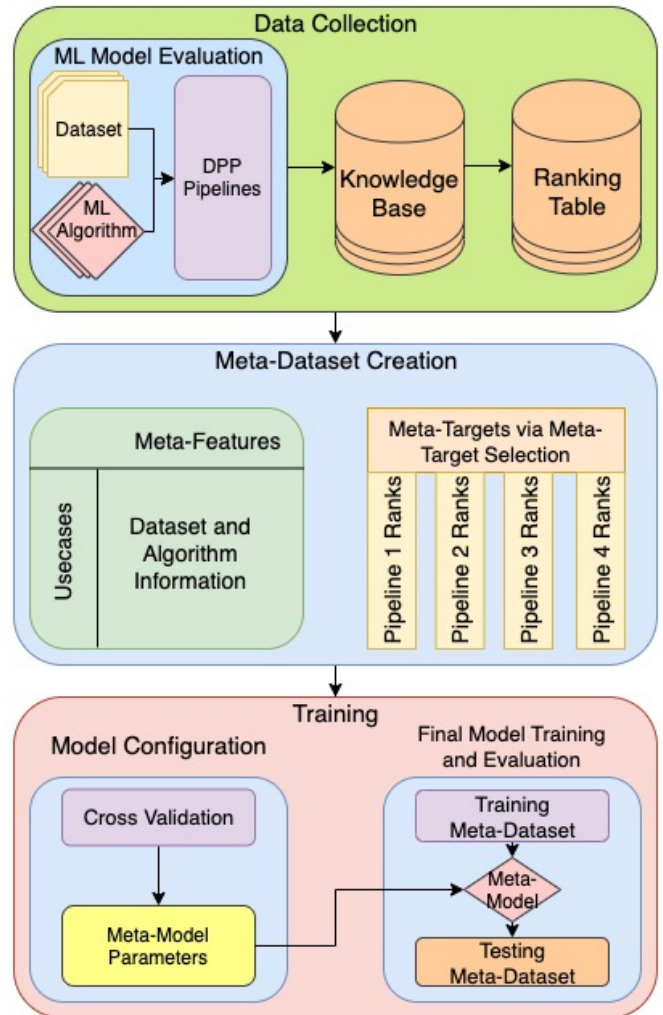 Data Collection
ML Model Evaluation
Dataset
ML
Algorithm
DPP
Pipelines
Knowledge
Base
Ranking
Table
Meta-Dataset Creation
Meta-Features
Usecases
Dataset and
Algorithm
Information
Meta-Targets via Meta-
Target Selection
Pipeline 1 Ranks
Pipeline 2 Ranks
Pipeline 3 Ranks
Pipeline 4 Ranks
Training
Model Configuration
Cross Validation
Meta-Model
Parameters
Final Model Training
and Evaluation
Training
Meta-Dataset
Meta-
Model
Testing
Meta-Dataset